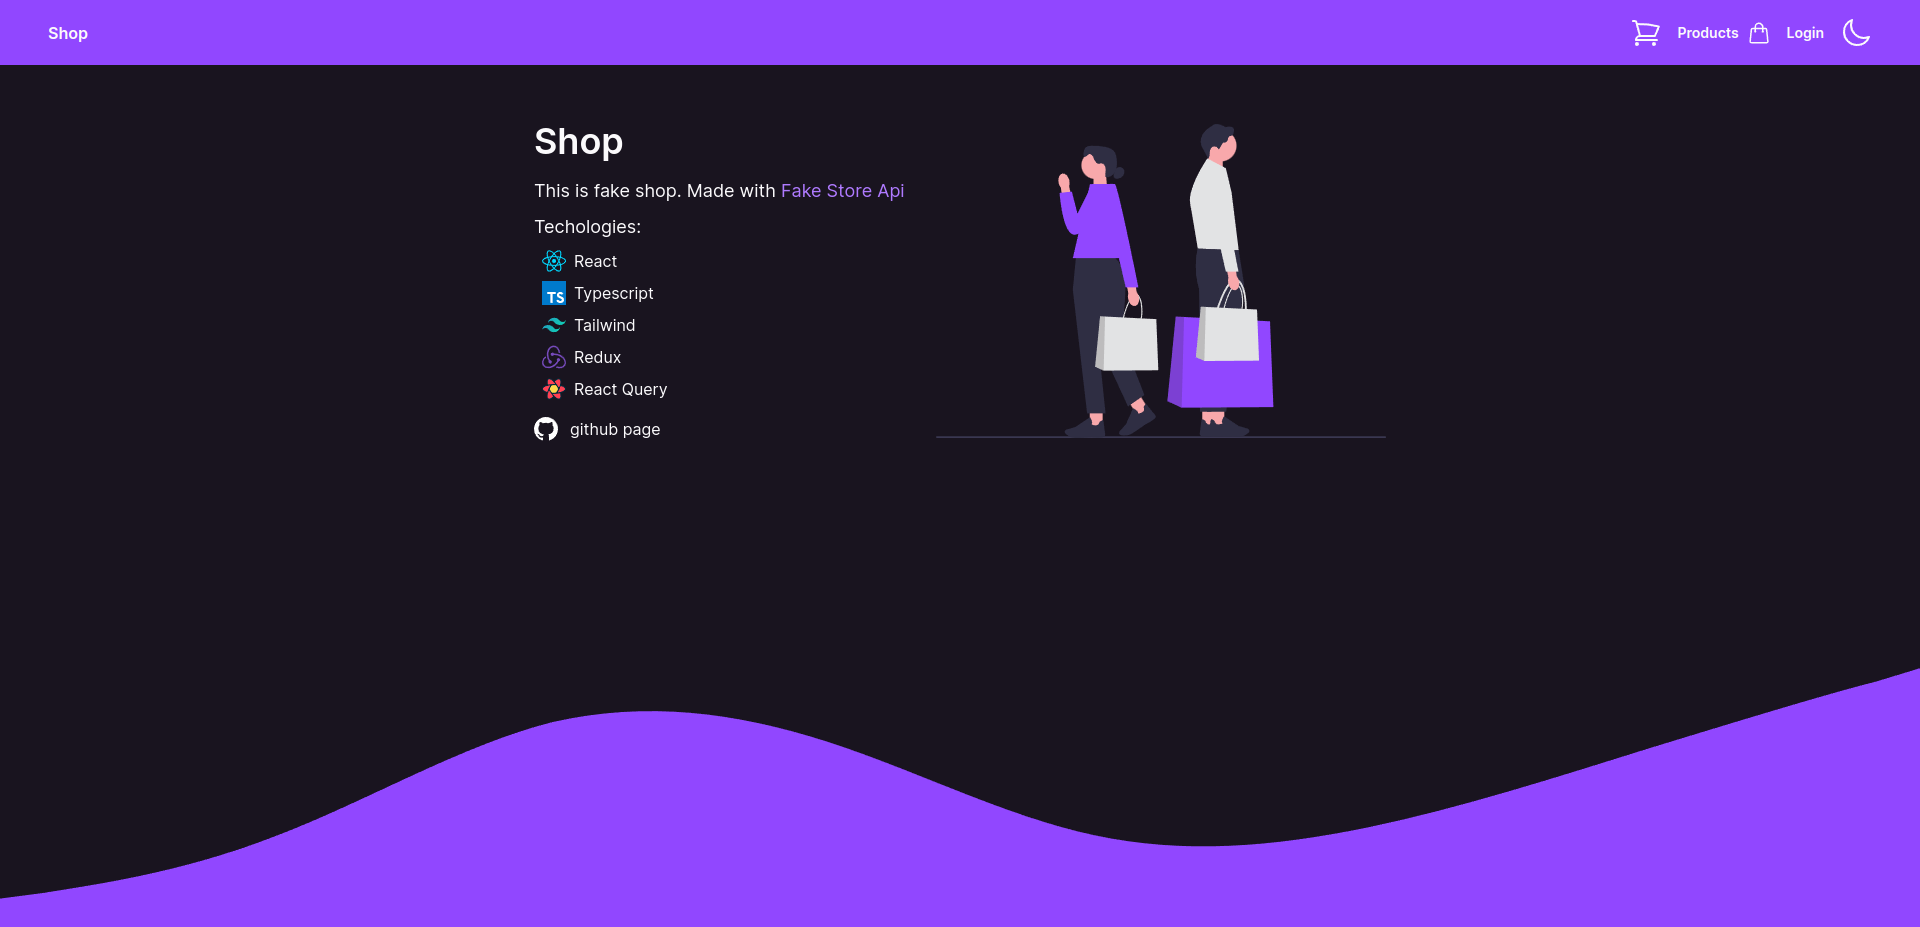 Shop
Products
Login
Shop
This is fake shop. Made with Fake Store Api
Techologies:
React
TS Typescript
Tailwind
Redux
React Query
github page